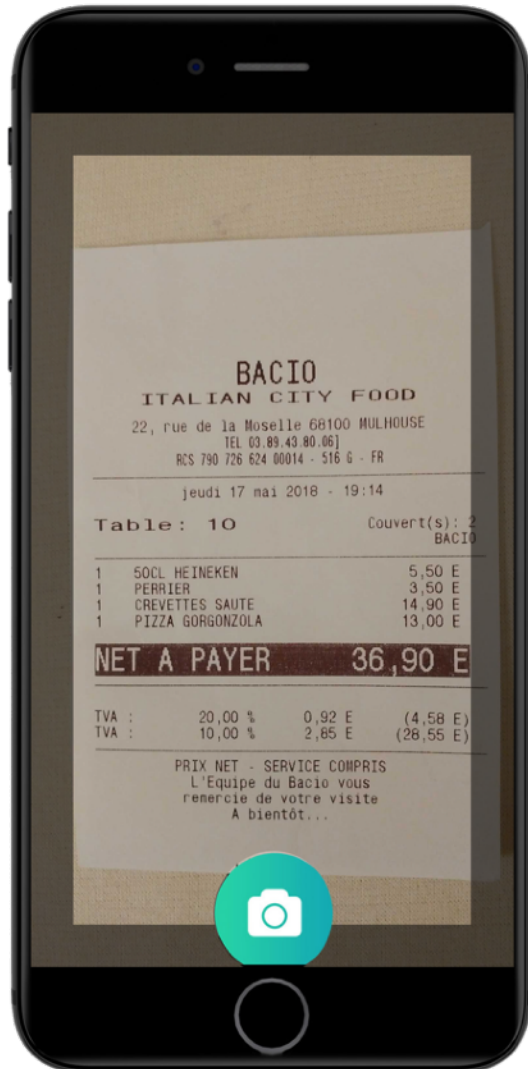 BACIO
ITALIAN CITY FOOD
22, rue de la Moselle 68100 MULHOUSE
TEL 03.89.43.80.06]
RCS 790 726 624 00014 - 516 G - FR
jeudi 17 mai 2018 - 19:14
Table: 10 Couvert(s): 2
BACIO
1 50CL HEINEKEN 5,50 E
1 PERRIER 3,50 E
1 CREVETTES SAUTE 14,90 E
1 PIZZA GORGONZOLA 13,00 E
NET A PAYER 36,90 E
TVA : 20,00 % 0,92 E (4,58 E)
TVA : 10,00 % 2,85 E (28,55 E)
PRIX NET - SERVICE COMPRIS
L'Equipe du Bacio vous
remercie de votre visite
A bientôt...